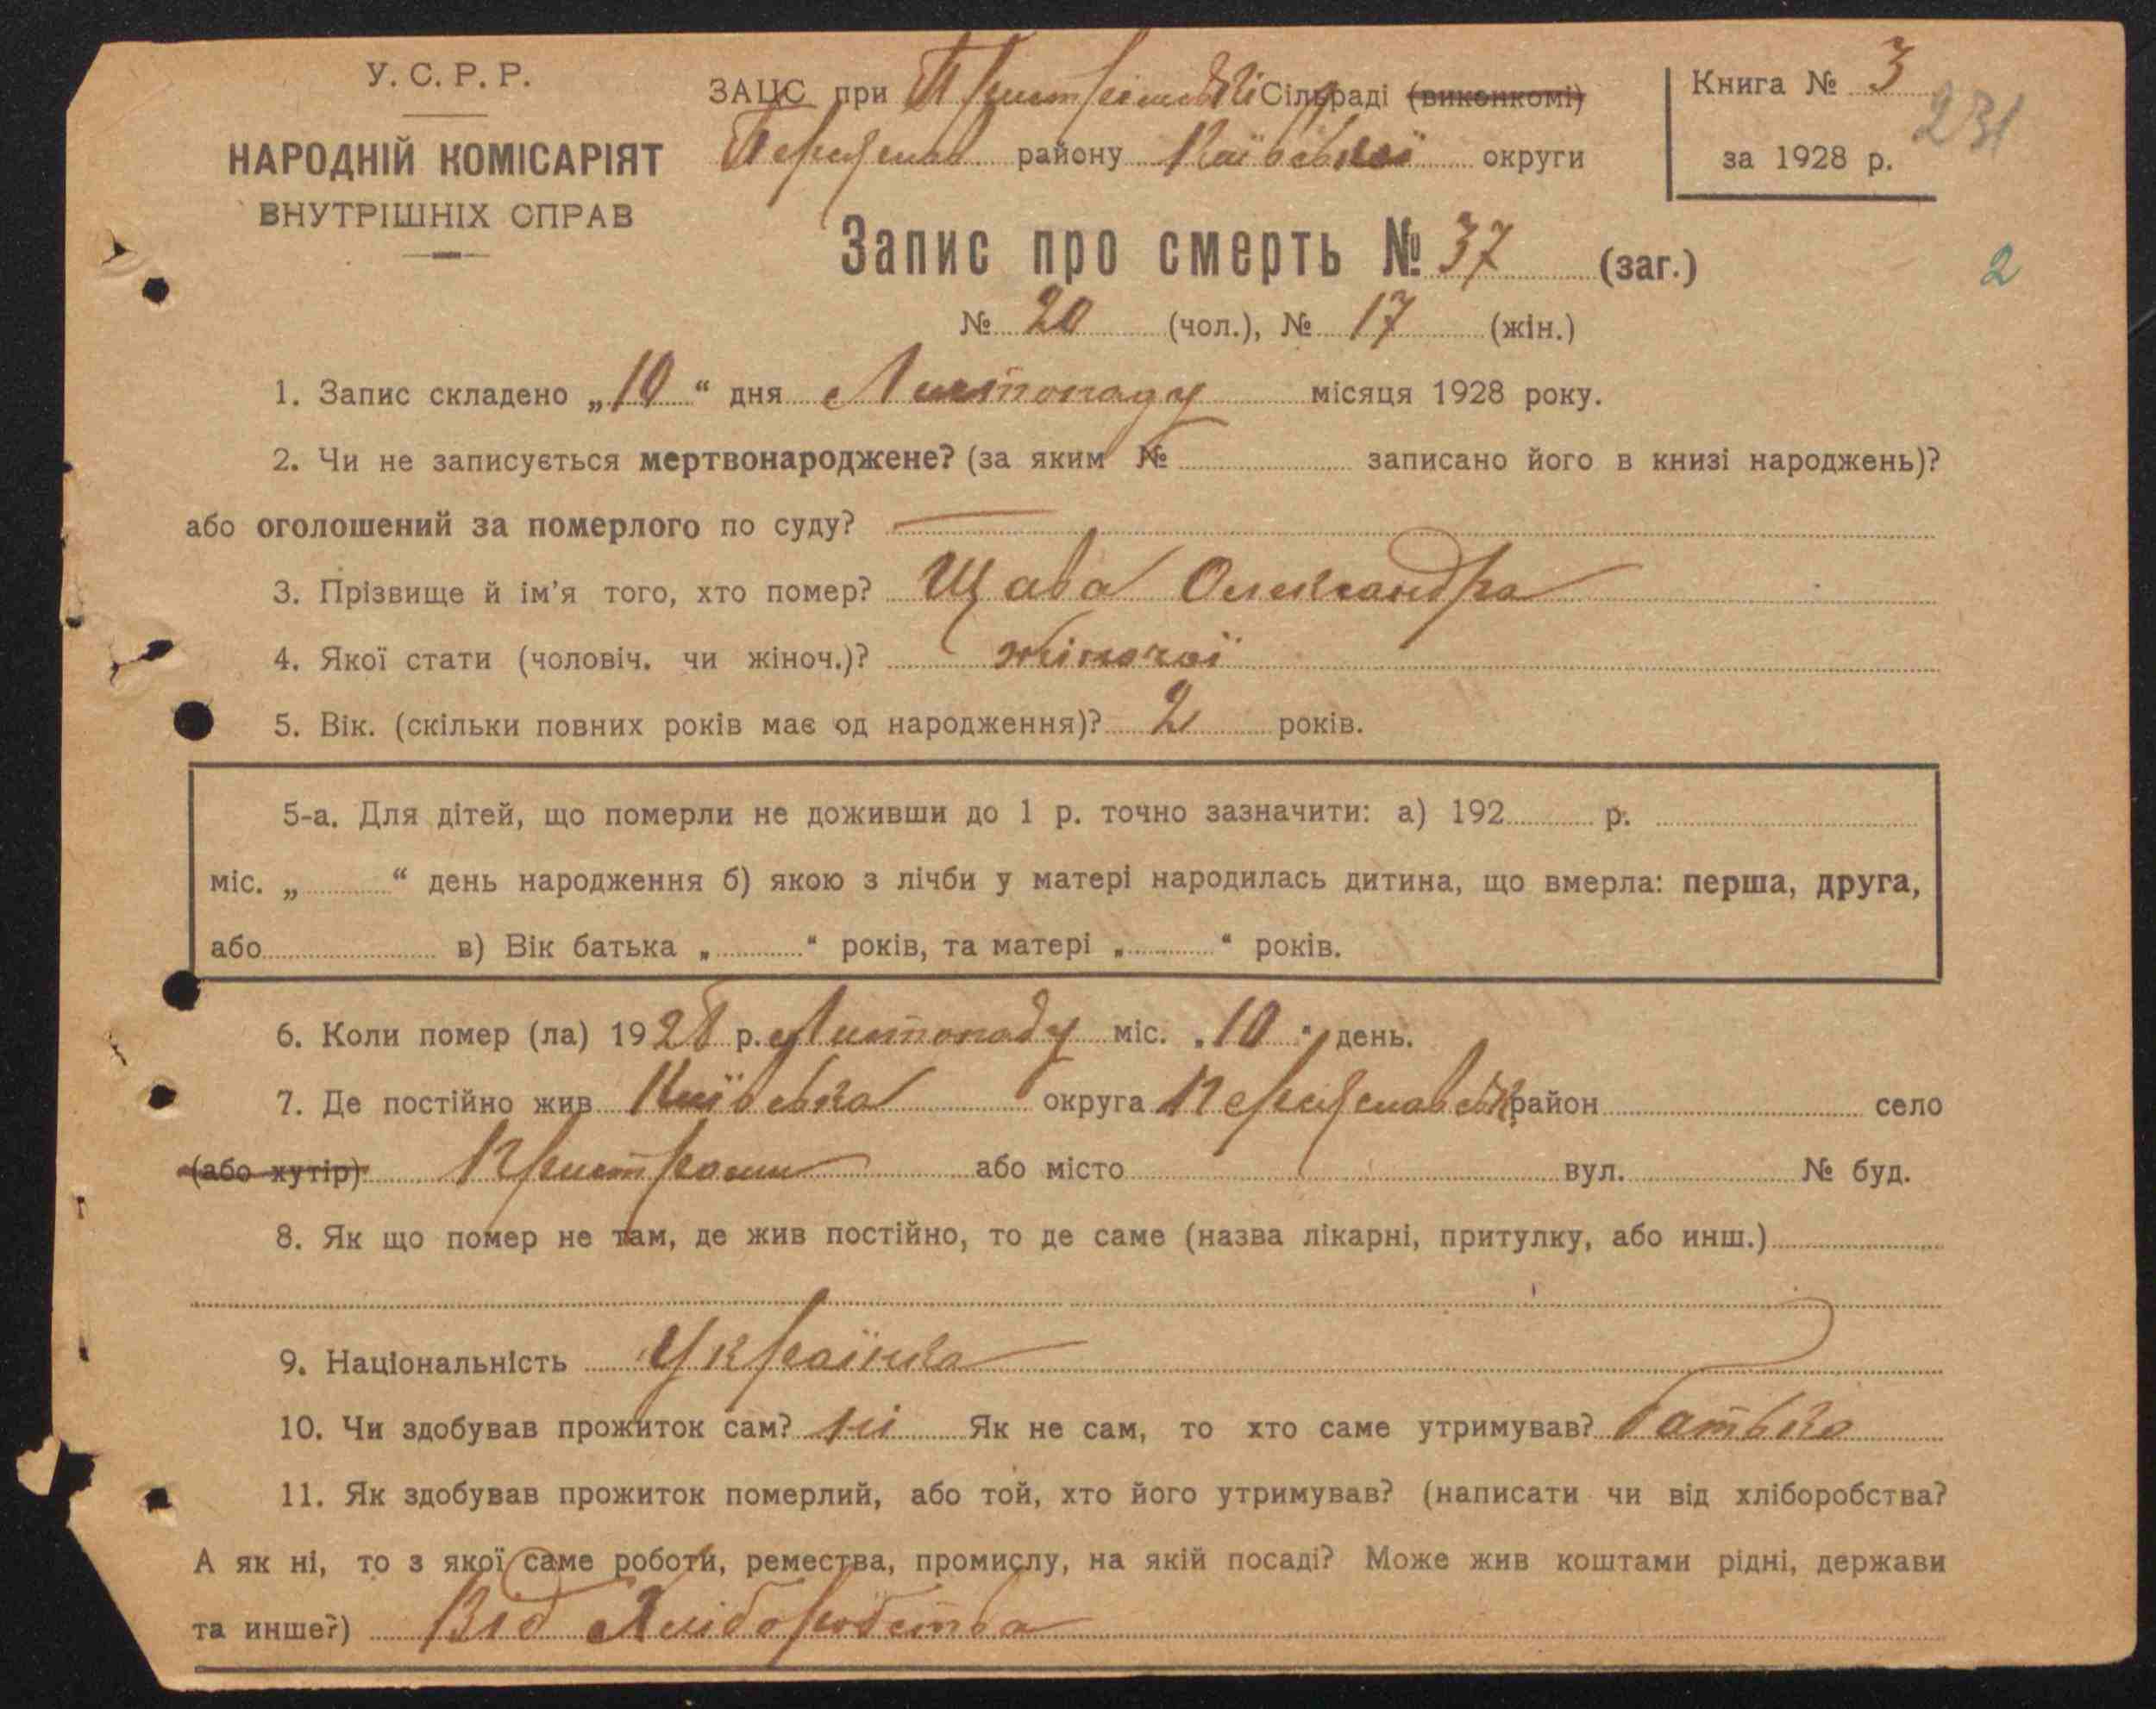 У. С. Р. Р.
НАРОДНІЙ КОМІСАРІЯТ
ВНУТРІШНІХ СПРАВ
ЗАЦС при Пристромській Сільраді (виконкомі)
Переяслав району Київської округи
Книга № 3
231
за 1928 р.
Запис про смерть № 37 (заг.)
2
№ 20 (чол.), № 17 (жін.)
1. Запис складено „10“ дня Листопаду місяця 1928 року.
2. Чи не записується мертвонароджене? (за яким № записано його в книзі народжень)?
або оголошений за померлого по суду? —
3. Прізвище й ім'я того, хто помер? Щава Олександра
4. Якої стати (чоловіч. чи жіноч.)? жіночої
5. Вік. (скільки повних років має од народження)? 2 років.
5-а. Для дітей, що померли не доживши до 1 р. точно зазначити: а) 192 р.
міс. „ “ день народження б) якою з лічби у матері народилась дитина, що вмерла: перша, друга,
або в) Вік батька „ “ років, та матері „ “ років.
6. Коли помер (ла) 1928 р. Листопаду міс. „10“ день.
7. Де постійно жив Київська округа Переяславськ район село
(або хутір) Пристроми або місто вул. № буд.
8. Як що помер не там, де жив постійно, то де саме (назва лікарні, притулку, або инш.)
9. Національність Українка
10. Чи здобував прожиток сам? ні Як не сам, то хто саме утримував? батько
11. Як здобував прожиток померлий, або той, хто його утримував? (написати чи від хліборобства?
А як ні, то з якої саме роботи, ремества, промислу, на якій посаді? Може жив коштами рідні, держави
та инше?) Від Хліборобства